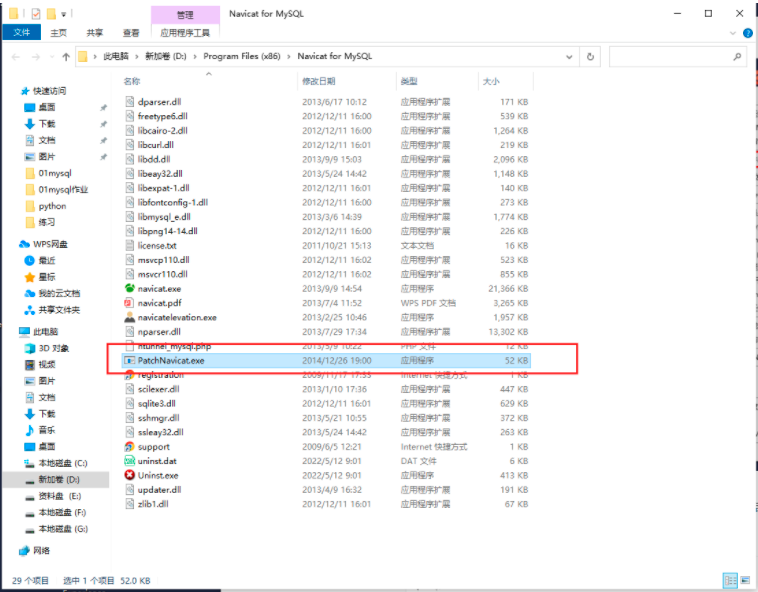 管理
Navicat for MySQL
文件
主页
共享
查看
应用程序工具
此电脑 > 新加卷 (D:) > Program Files (x86) > Navicat for MySQL
名称 修改日期 类型 大小
快速访问
桌面
下载
文档
图片
01mysql
01mysql作业
python
练习
WPS网盘
最近
星标
我的云文档
共享文件夹
此电脑
3D 对象
视频
图片
文档
下载
音乐
桌面
本地磁盘 (C:)
新加卷 (D:)
资料盘 (E:)
本地磁盘 (F:)
本地磁盘 (G:)
网络
dparser.dll 2013/6/17 10:12 应用程序扩展 171 KB
freetype6.dll 2012/12/11 16:00 应用程序扩展 539 KB
libcairo-2.dll 2012/12/11 16:00 应用程序扩展 1,264 KB
libcurl.dll 2012/12/11 16:01 应用程序扩展 219 KB
libdd.dll 2013/9/9 15:03 应用程序扩展 2,096 KB
libeay32.dll 2013/5/24 14:42 应用程序扩展 1,148 KB
libexpat-1.dll 2012/12/11 16:01 应用程序扩展 140 KB
libfontconfig-1.dll 2012/12/11 16:00 应用程序扩展 273 KB
libmysql_e.dll 2013/3/6 14:39 应用程序扩展 1,774 KB
libpng14-14.dll 2012/12/11 16:00 应用程序扩展 226 KB
license.txt 2011/10/21 15:13 文本文档 16 KB
msvcp110.dll 2012/12/11 16:02 应用程序扩展 523 KB
msvcr110.dll 2012/12/11 16:02 应用程序扩展 855 KB
navicat.exe 2013/9/9 14:54 应用程序 21,366 KB
navicat.pdf 2013/7/4 11:52 WPS PDF 文档 3,265 KB
navicatelevation.exe 2013/2/25 10:46 应用程序 1,957 KB
nparser.dll 2013/7/29 17:34 应用程序扩展 13,302 KB
ntunnel_mysql.php 2013/5/9 10:22 PHP 文件 12 KB
PatchNavicat.exe 2014/12/26 19:00 应用程序 52 KB
registration 2009/11/17 17:33 Internet 快捷方式 1 KB
scilexer.dll 2013/1/10 17:36 应用程序扩展 447 KB
sqlite3.dll 2012/12/11 16:01 应用程序扩展 629 KB
sshmgr.dll 2013/5/21 10:55 应用程序扩展 372 KB
ssleay32.dll 2013/5/24 14:42 应用程序扩展 263 KB
support 2009/6/5 12:21 Internet 快捷方式 1 KB
uninst.dat 2022/5/12 9:01 DAT 文件 6 KB
Uninst.exe 2022/5/12 9:01 应用程序 413 KB
updater.dll 2013/4/9 16:32 应用程序扩展 191 KB
zlib1.dll 2012/12/11 16:01 应用程序扩展 67 KB
29 个项目 选中 1 个项目 52.0 KB